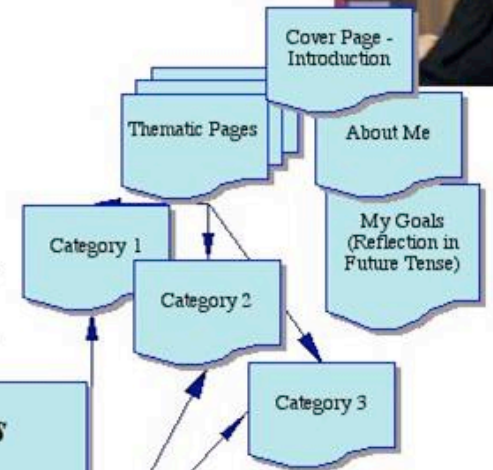 Cover Page -
Introduction
Thematic Pages
About Me
My Goals
(Reflection in
Future Tense)
Category 1
Category 2
Category 3